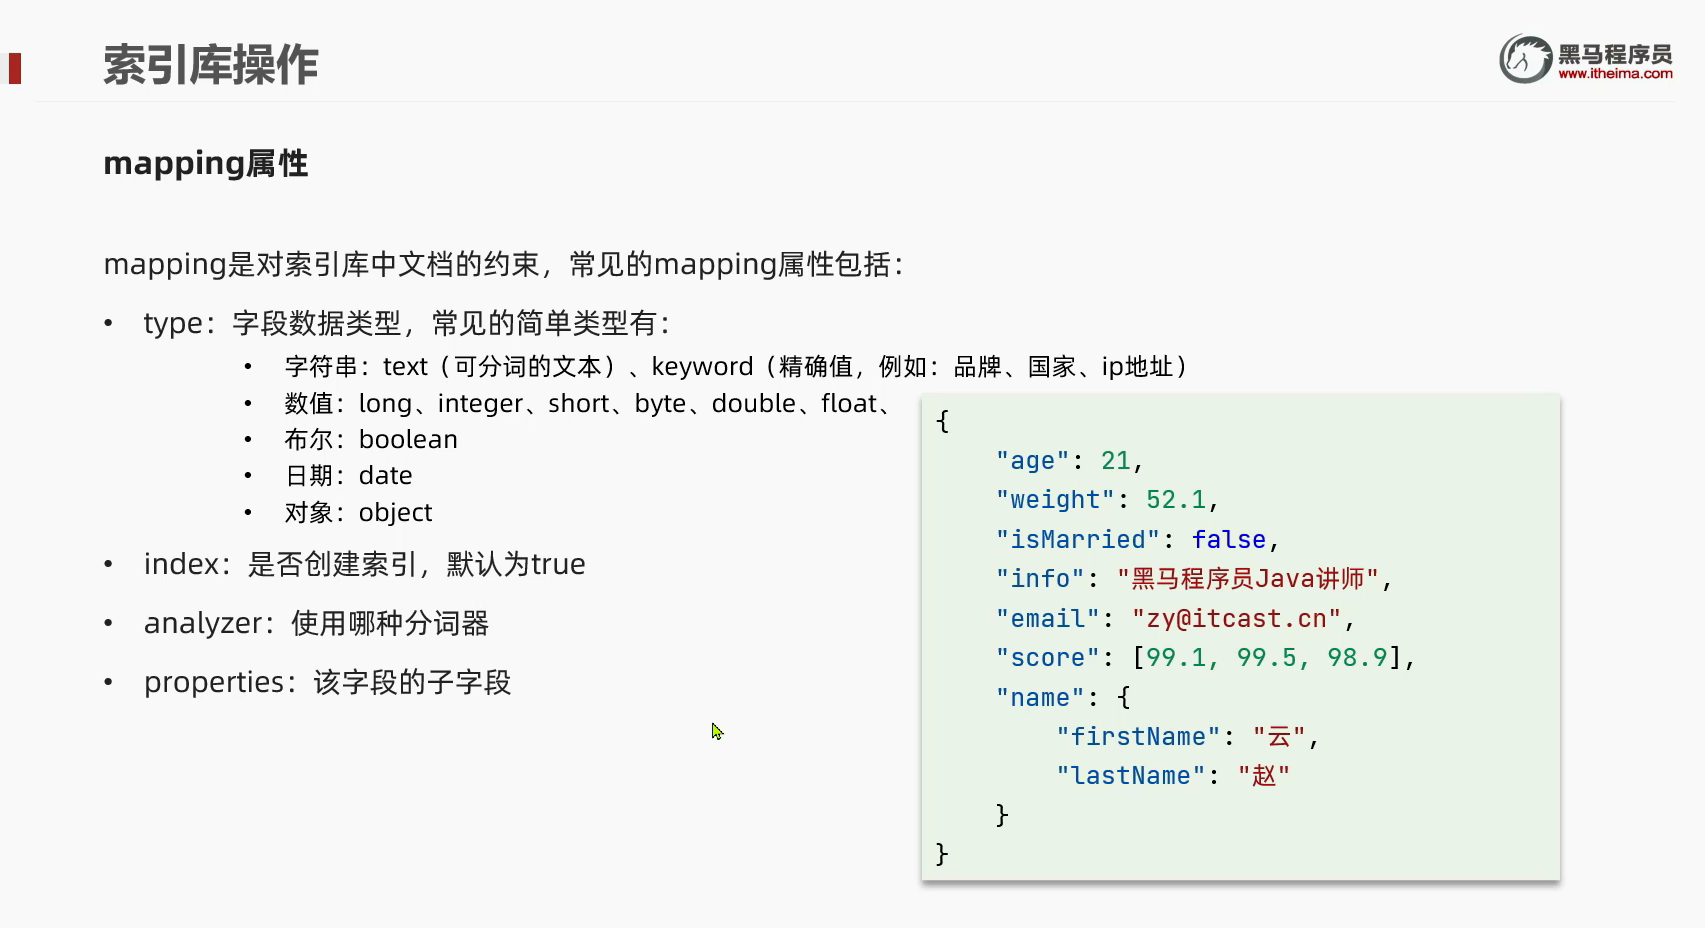 索引库操作
黑马程序员
www.itheima.com
mapping属性
mapping是对索引库中文档的约束，常见的mapping属性包括：
• type：字段数据类型，常见的简单类型有：
• 字符串：text（可分词的文本）、keyword（精确值，例如：品牌、国家、ip地址）
• 数值：long、integer、short、byte、double、float、
• 布尔：boolean
• 日期：date
• 对象：object
• index：是否创建索引，默认为true
• analyzer：使用哪种分词器
• properties：该字段的子字段
{
    "age": 21,
    "weight": 52.1,
    "isMarried": false,
    "info": "黑马程序员Java讲师",
    "email": "zy@itcast.cn",
    "score": [99.1, 99.5, 98.9],
    "name": {
        "firstName": "云",
        "lastName": "赵"
    }
}